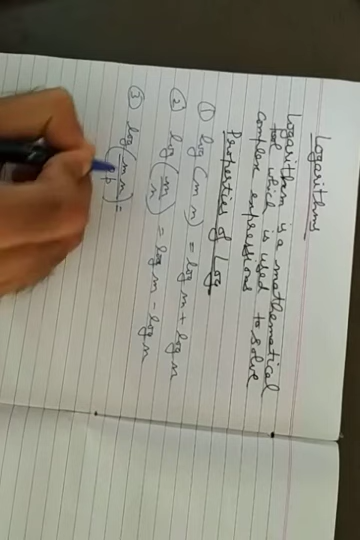 Logarithms
Logarithm is a mathematical
tool which is used to solve
complex expressions
Properties of Log
① log (m n) = log m + log n
② log (m/n) = log m - log n
③ log (m n/p) =